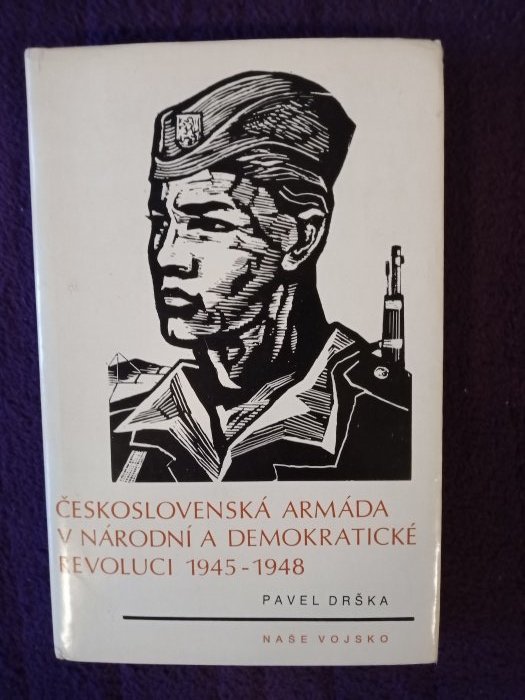 ČESKOSLOVENSKÁ ARMÁDA
V NÁRODNÍ A DEMOKRATICKÉ
REVOLUCI 1945-1948
PAVEL DRŠKA
NAŠE VOJSKO